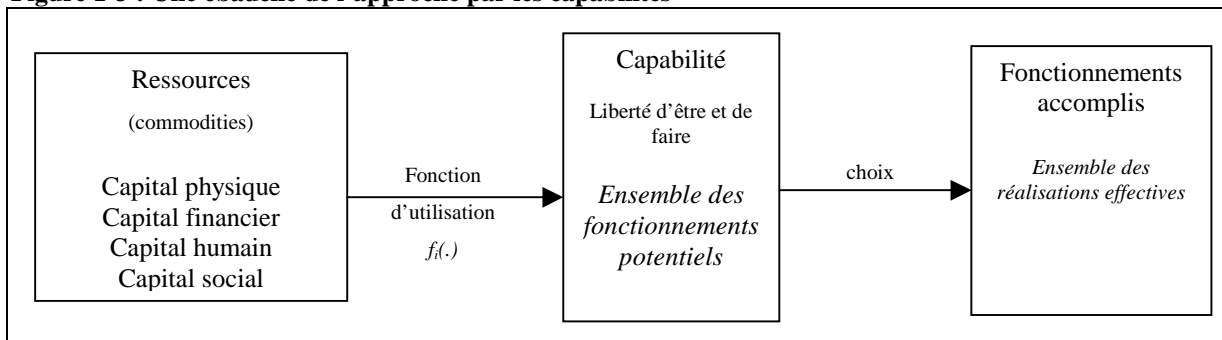 Figure 1-3 : Une ébauche de l'approche par les capabilités
Ressources
(commodities)
Capital physique
Capital financier
Capital humain
Capital social
Fonction
d'utilisation
fi(.)
Capabilité
Liberté d'être et de
faire
Ensemble des
fonctionnements
potentiels
choix
Fonctionnements
accomplis
Ensemble des
réalisations effectives